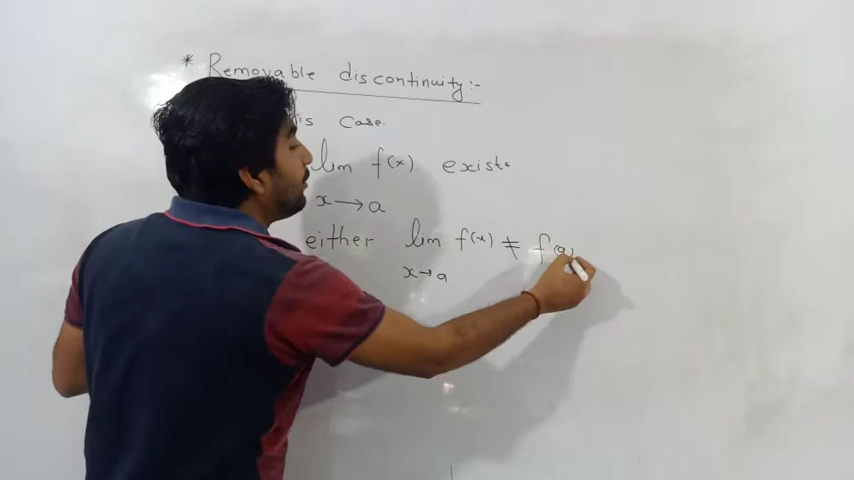 * Removable discontinuity:-
is Case.
lim f(x) exists
x→a
either lim f(x) ≠ f(a)
x→a